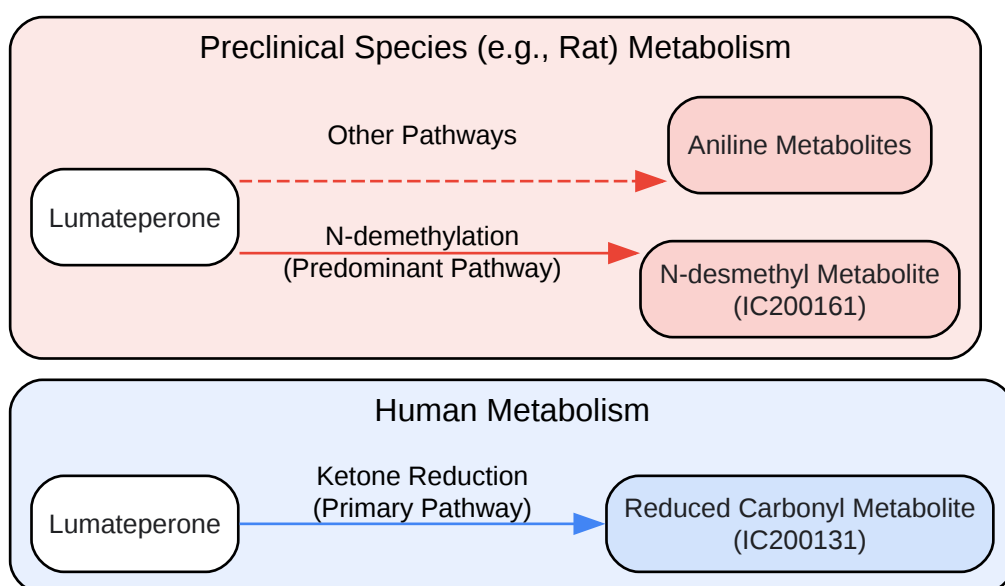 Preclinical Species (e.g., Rat) Metabolism
Other Pathways
Aniline Metabolites
Lumateperone
N-demethylation
(Predominant Pathway)
N-desmethyl Metabolite
(IC200161)
Human Metabolism
Ketone Reduction
(Primary Pathway)
Lumateperone
Reduced Carbonyl Metabolite
(IC200131)